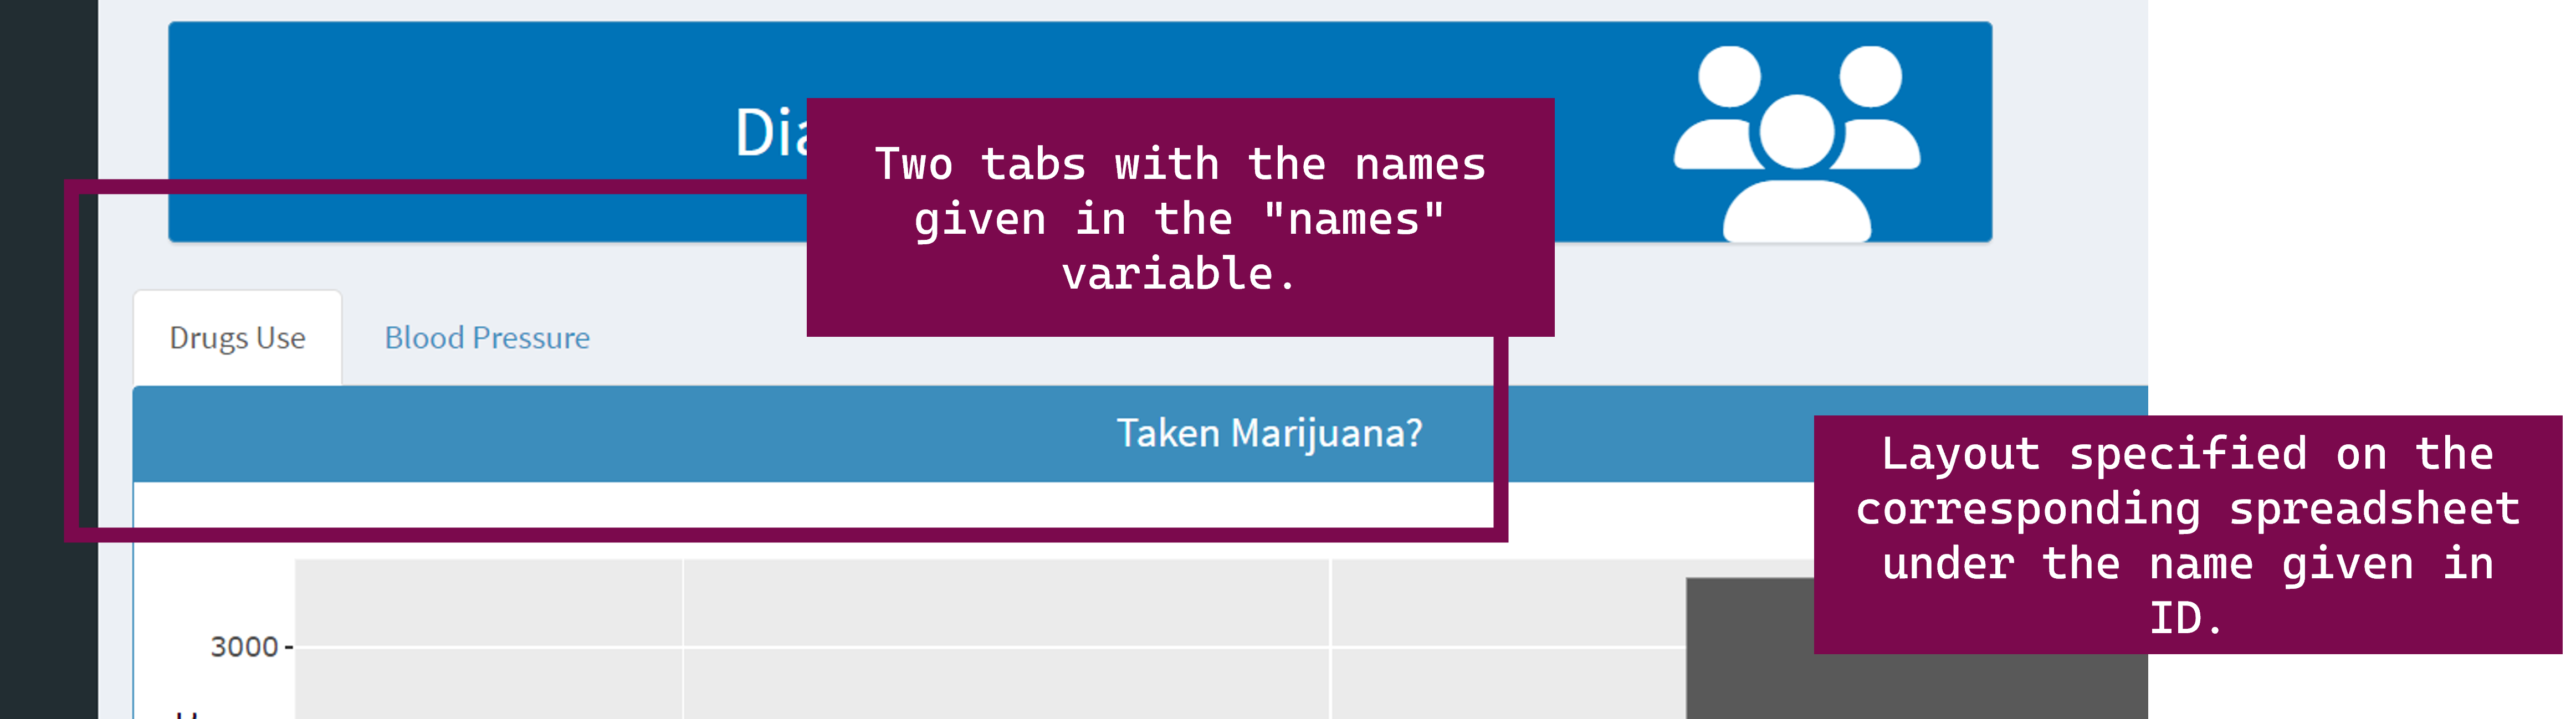 Two tabs with the names
given in the "names"
variable.
Drugs Use
Blood Pressure
Taken Marijuana?
Layout specified on the
corresponding spreadsheet
under the name given in
ID.
3000